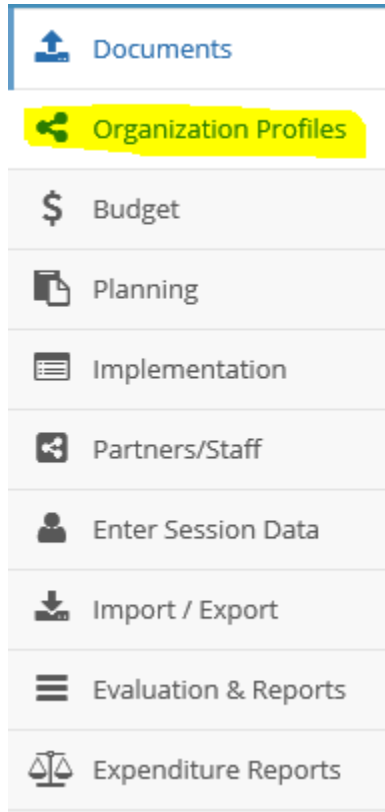 Documents
Organization Profiles
Budget
Planning
Implementation
Partners/Staff
Enter Session Data
Import / Export
Evaluation & Reports
Expenditure Reports